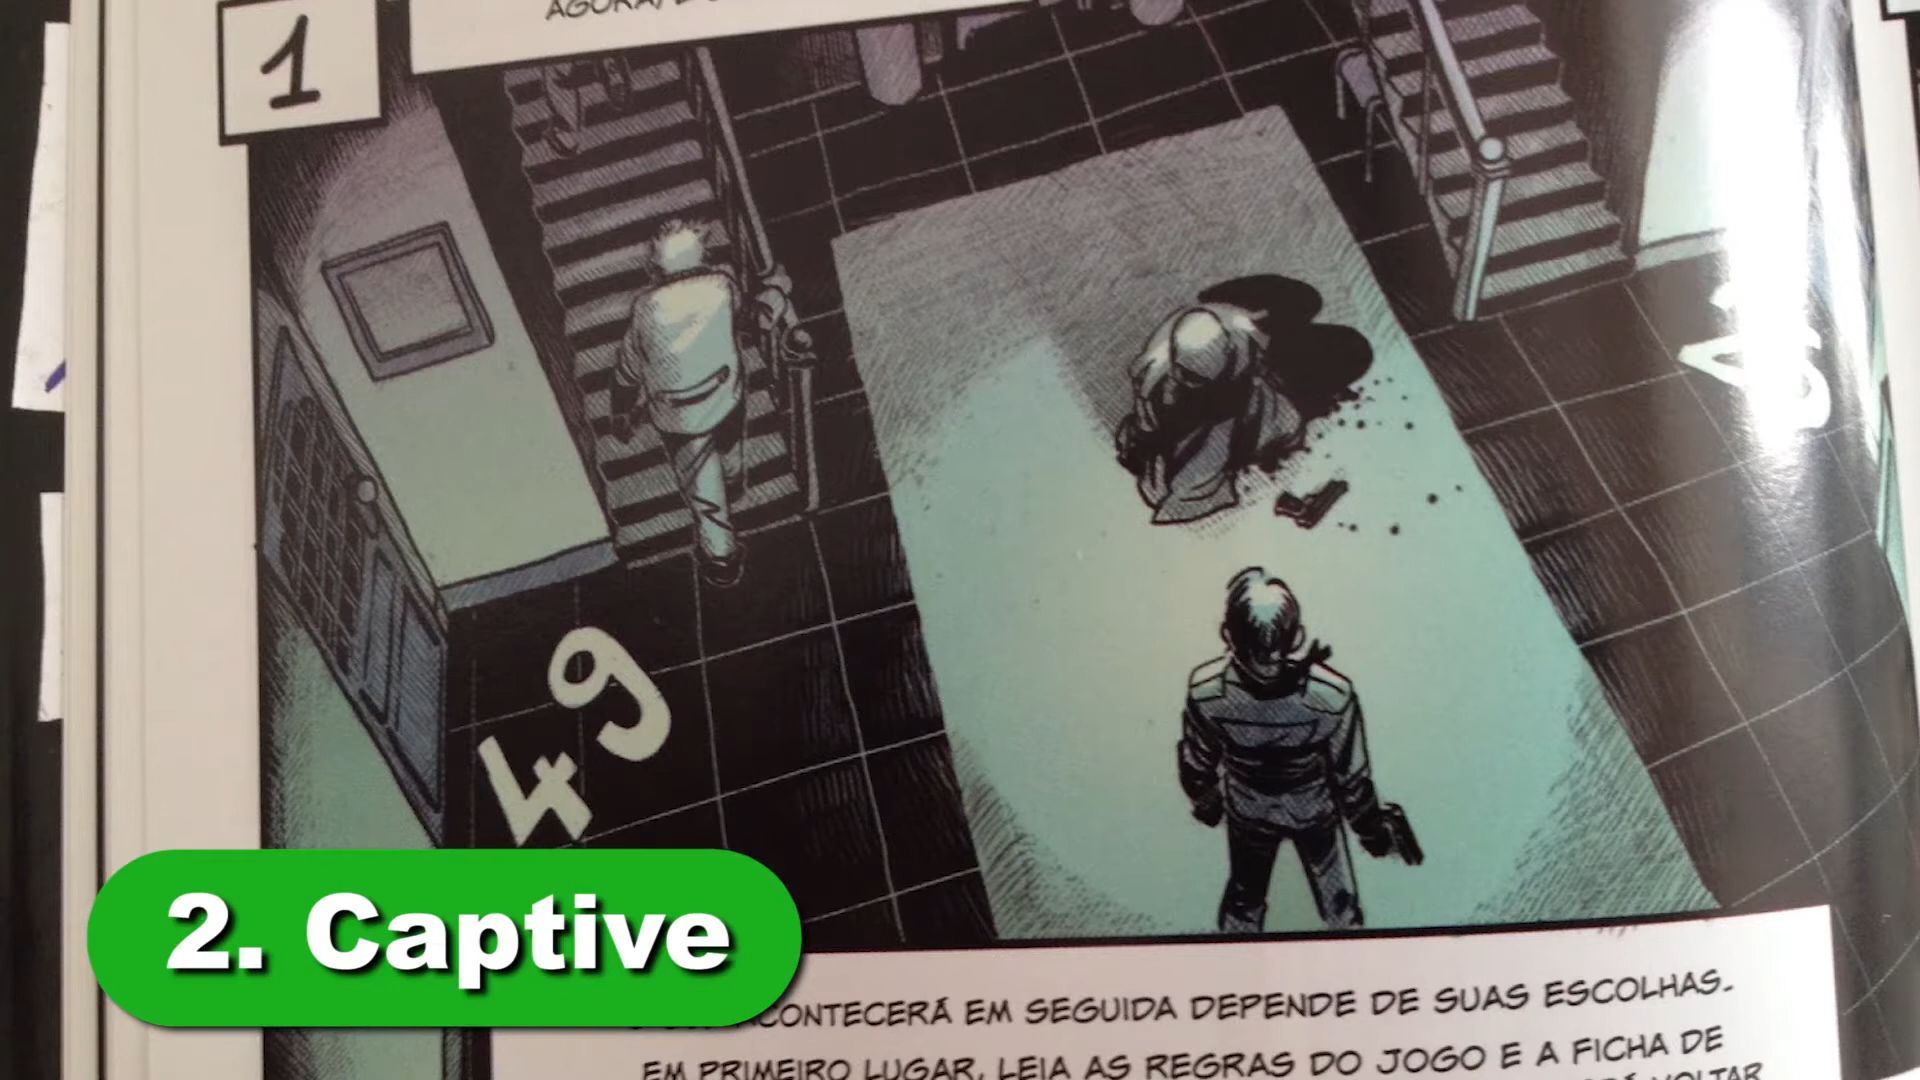 1
AGORA,
49
2. Captive
ACONTECERÁ EM SEGUIDA DEPENDE DE SUAS ESCOLHAS.
EM PRIMEIRO LUGAR, LEIA AS REGRAS DO JOGO E A FICHA DE
VOLTAR